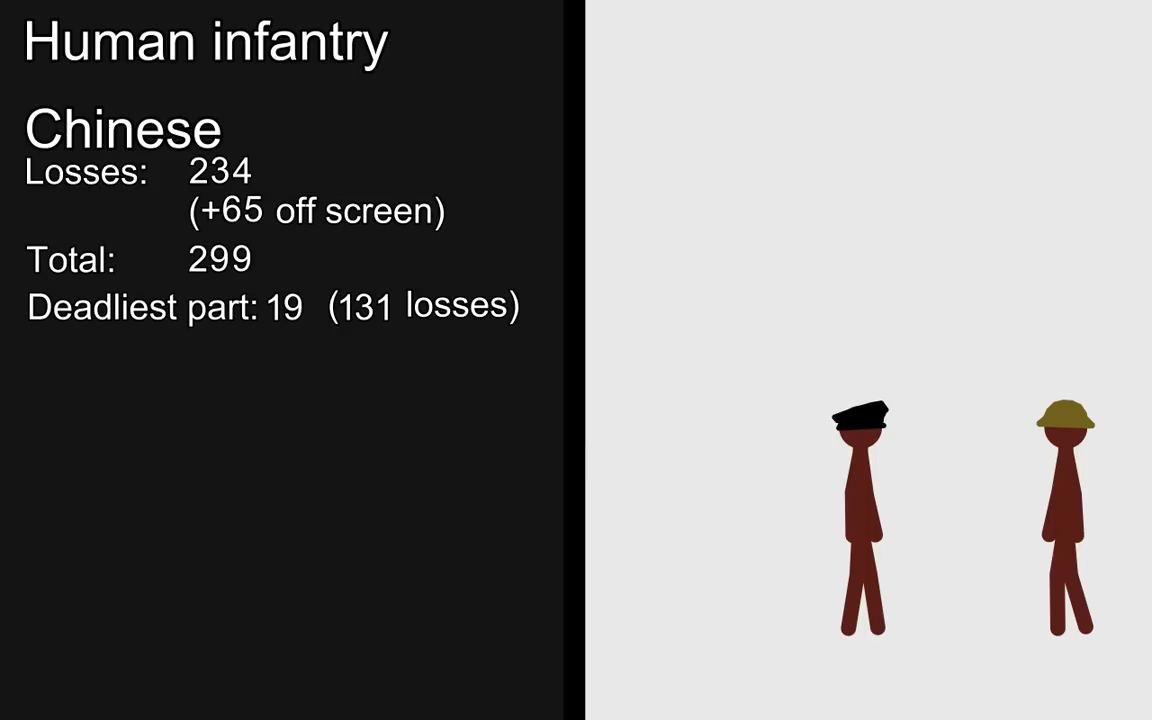 Human infantry
Chinese
Losses: 234
(+65 off screen)
Total: 299
Deadliest part: 19 (131 losses)